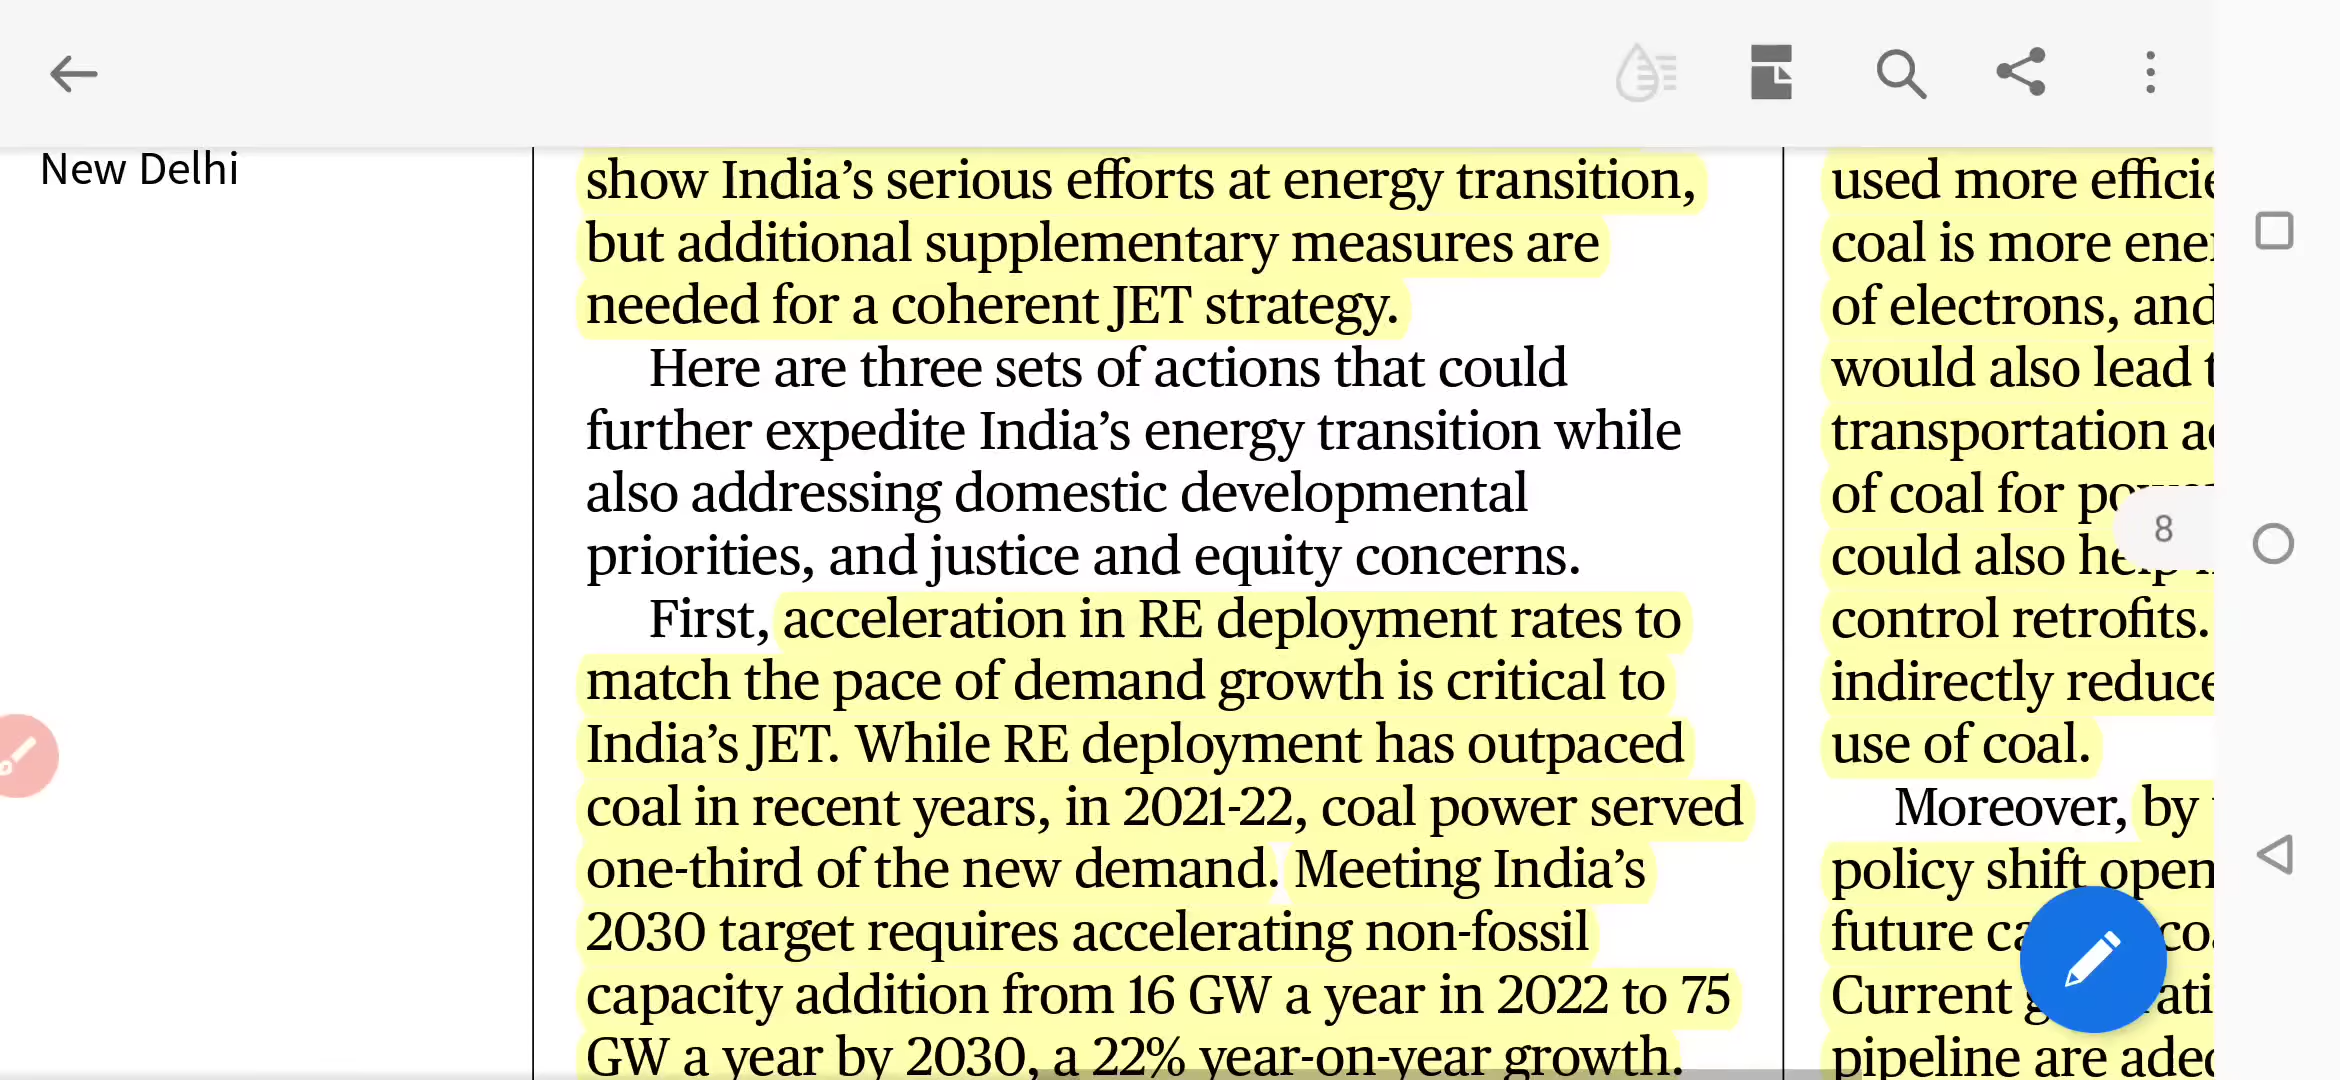 New Delhi
show India’s serious efforts at energy transition,
but additional supplementary measures are
needed for a coherent JET strategy.
Here are three sets of actions that could
further expedite India’s energy transition while
also addressing domestic developmental
priorities, and justice and equity concerns.
First, acceleration in RE deployment rates to
match the pace of demand growth is critical to
India’s JET. While RE deployment has outpaced
coal in recent years, in 2021-22, coal power served
one-third of the new demand. Meeting India’s
2030 target requires accelerating non-fossil
capacity addition from 16 GW a year in 2022 to 75
GW a year by 2030, a 22% year-on-year growth.
used more
coal is more
of electrons, and
would also lead
transportation
of coal for
could also
control retrofits.
indirectly
use of coal.
Moreover, by
policy shift
future
Current
pipeline are
8